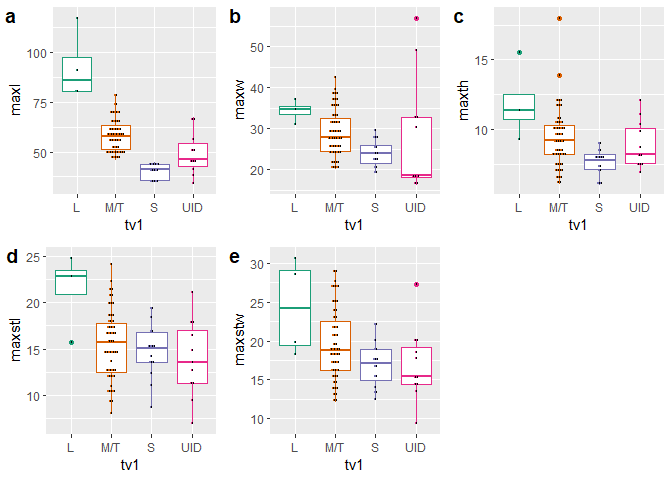 a
maxl
100
75
50
L M/T S UID
tv1
b
maxw
50
40
30
20
L M/T S UID
tv1
c
maxth
15
10
L M/T S UID
tv1
d
maxstl
25
20
15
10
L M/T S UID
tv1
e
maxstw
30
25
20
15
10
L M/T S UID
tv1